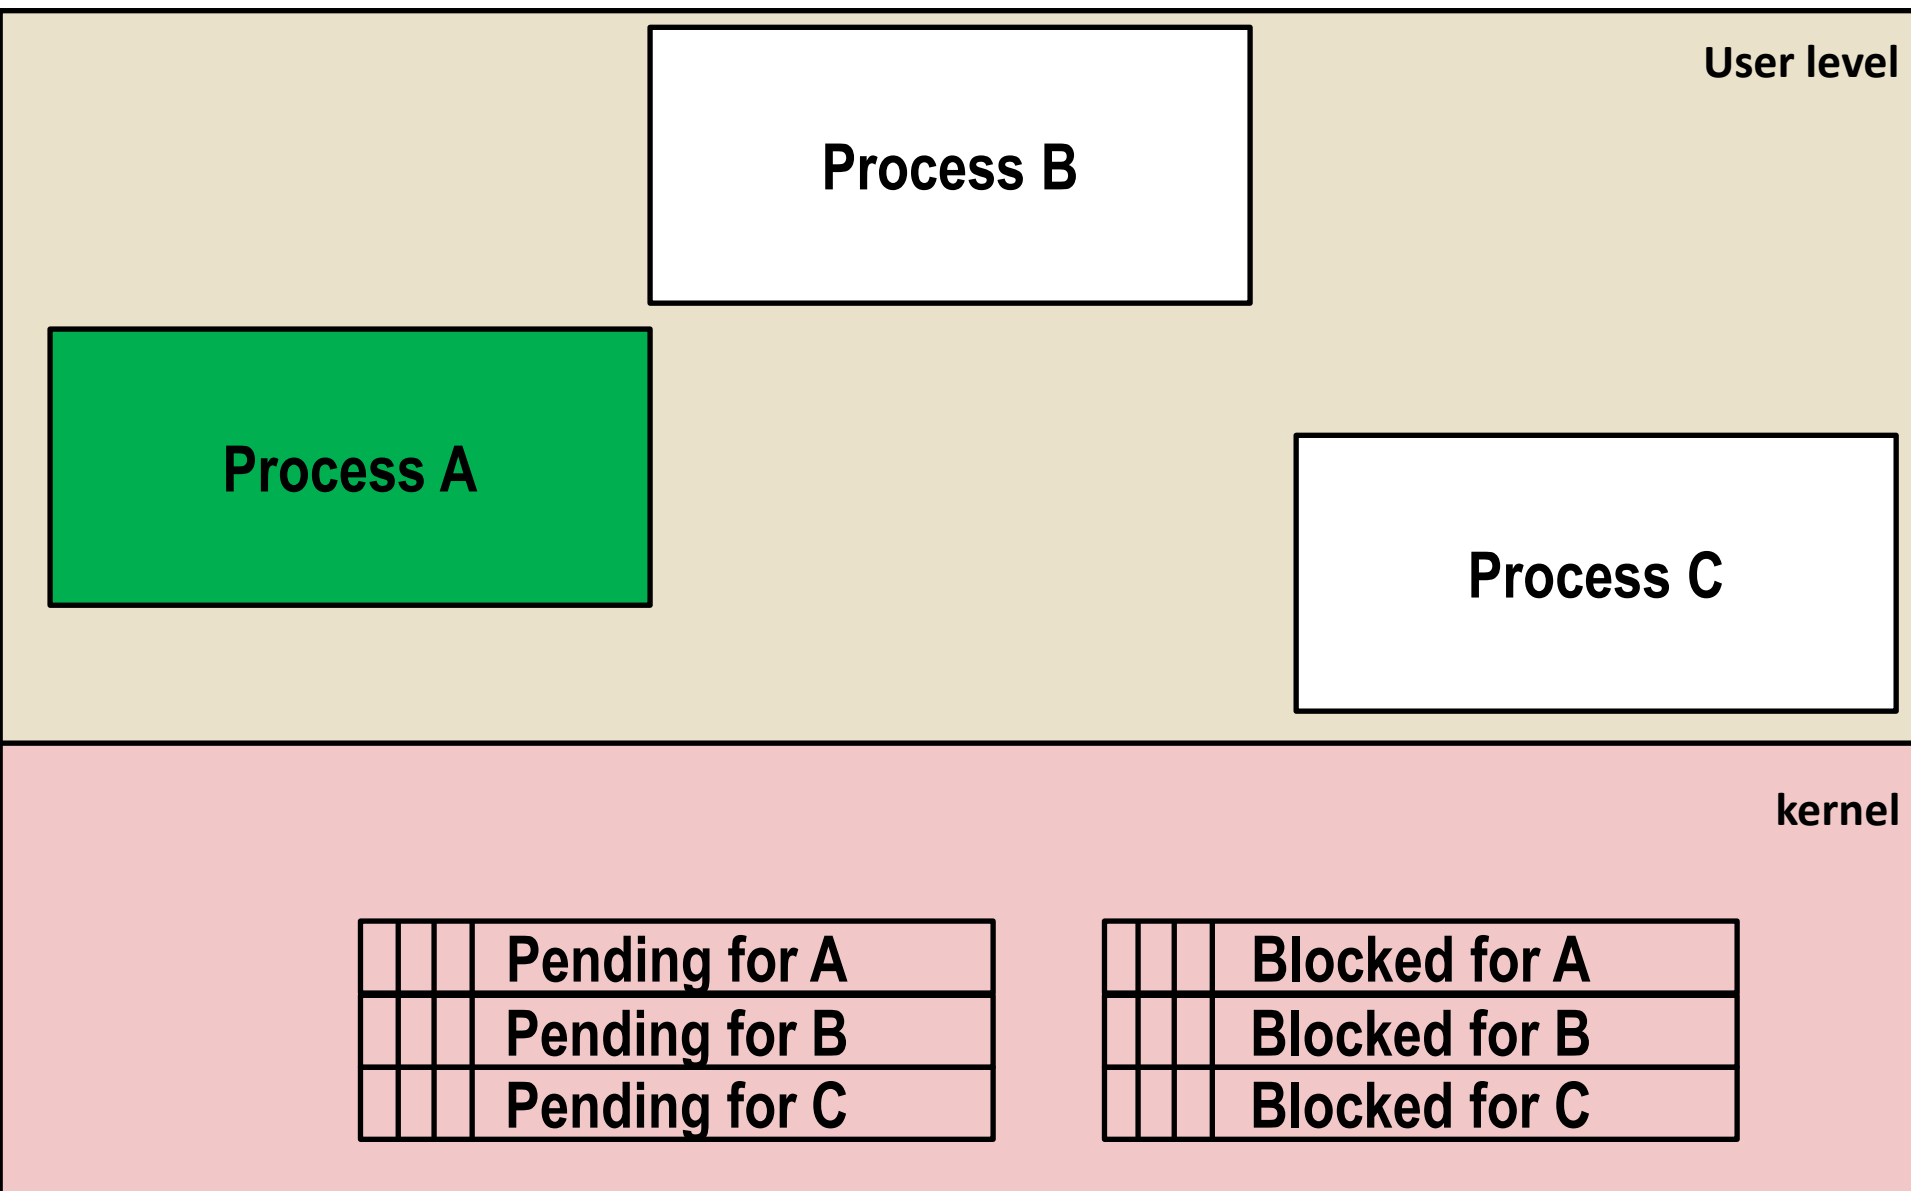 User level
Process B
Process A
Process C
kernel
Pending for A
Blocked for A
Pending for B
Blocked for B
Pending for C
Blocked for C